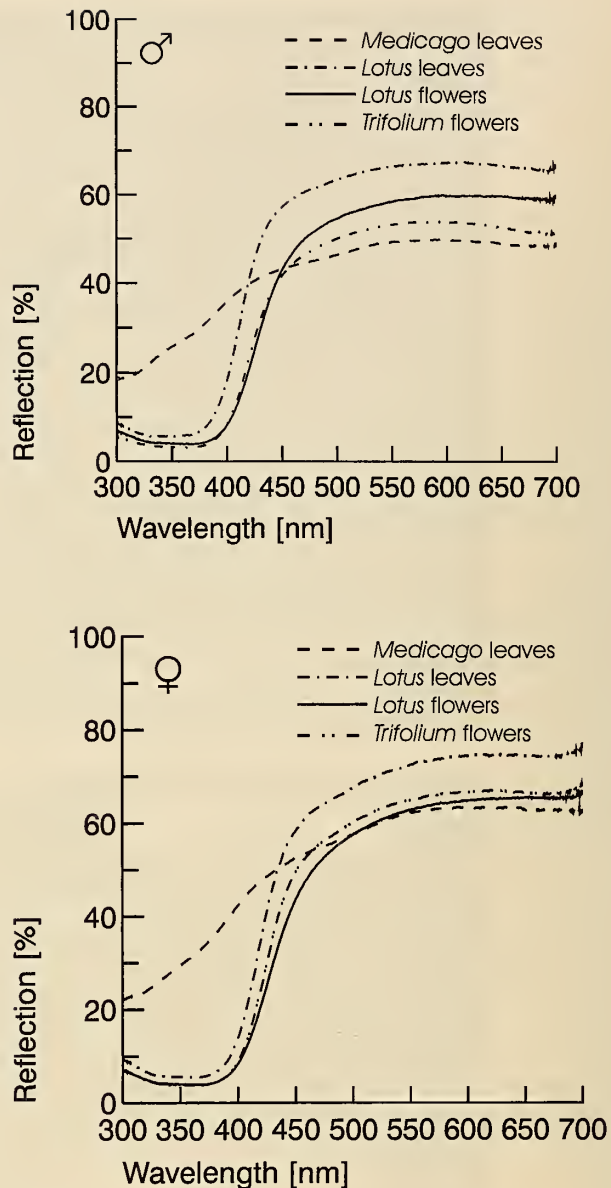 100
80
60
40
20
0
Reflection [%]
♂
Medicago leaves
Lotus leaves
Lotus flowers
Trifolium flowers
300 350 400 450 500 550 600 650 700
Wavelength [nm]
100
80
60
40
20
0
Reflection [%]
♀
Medicago leaves
Lotus leaves
Lotus flowers
Trifolium flowers
300 350 400 450 500 550 600 650 700
Wavelength [nm]